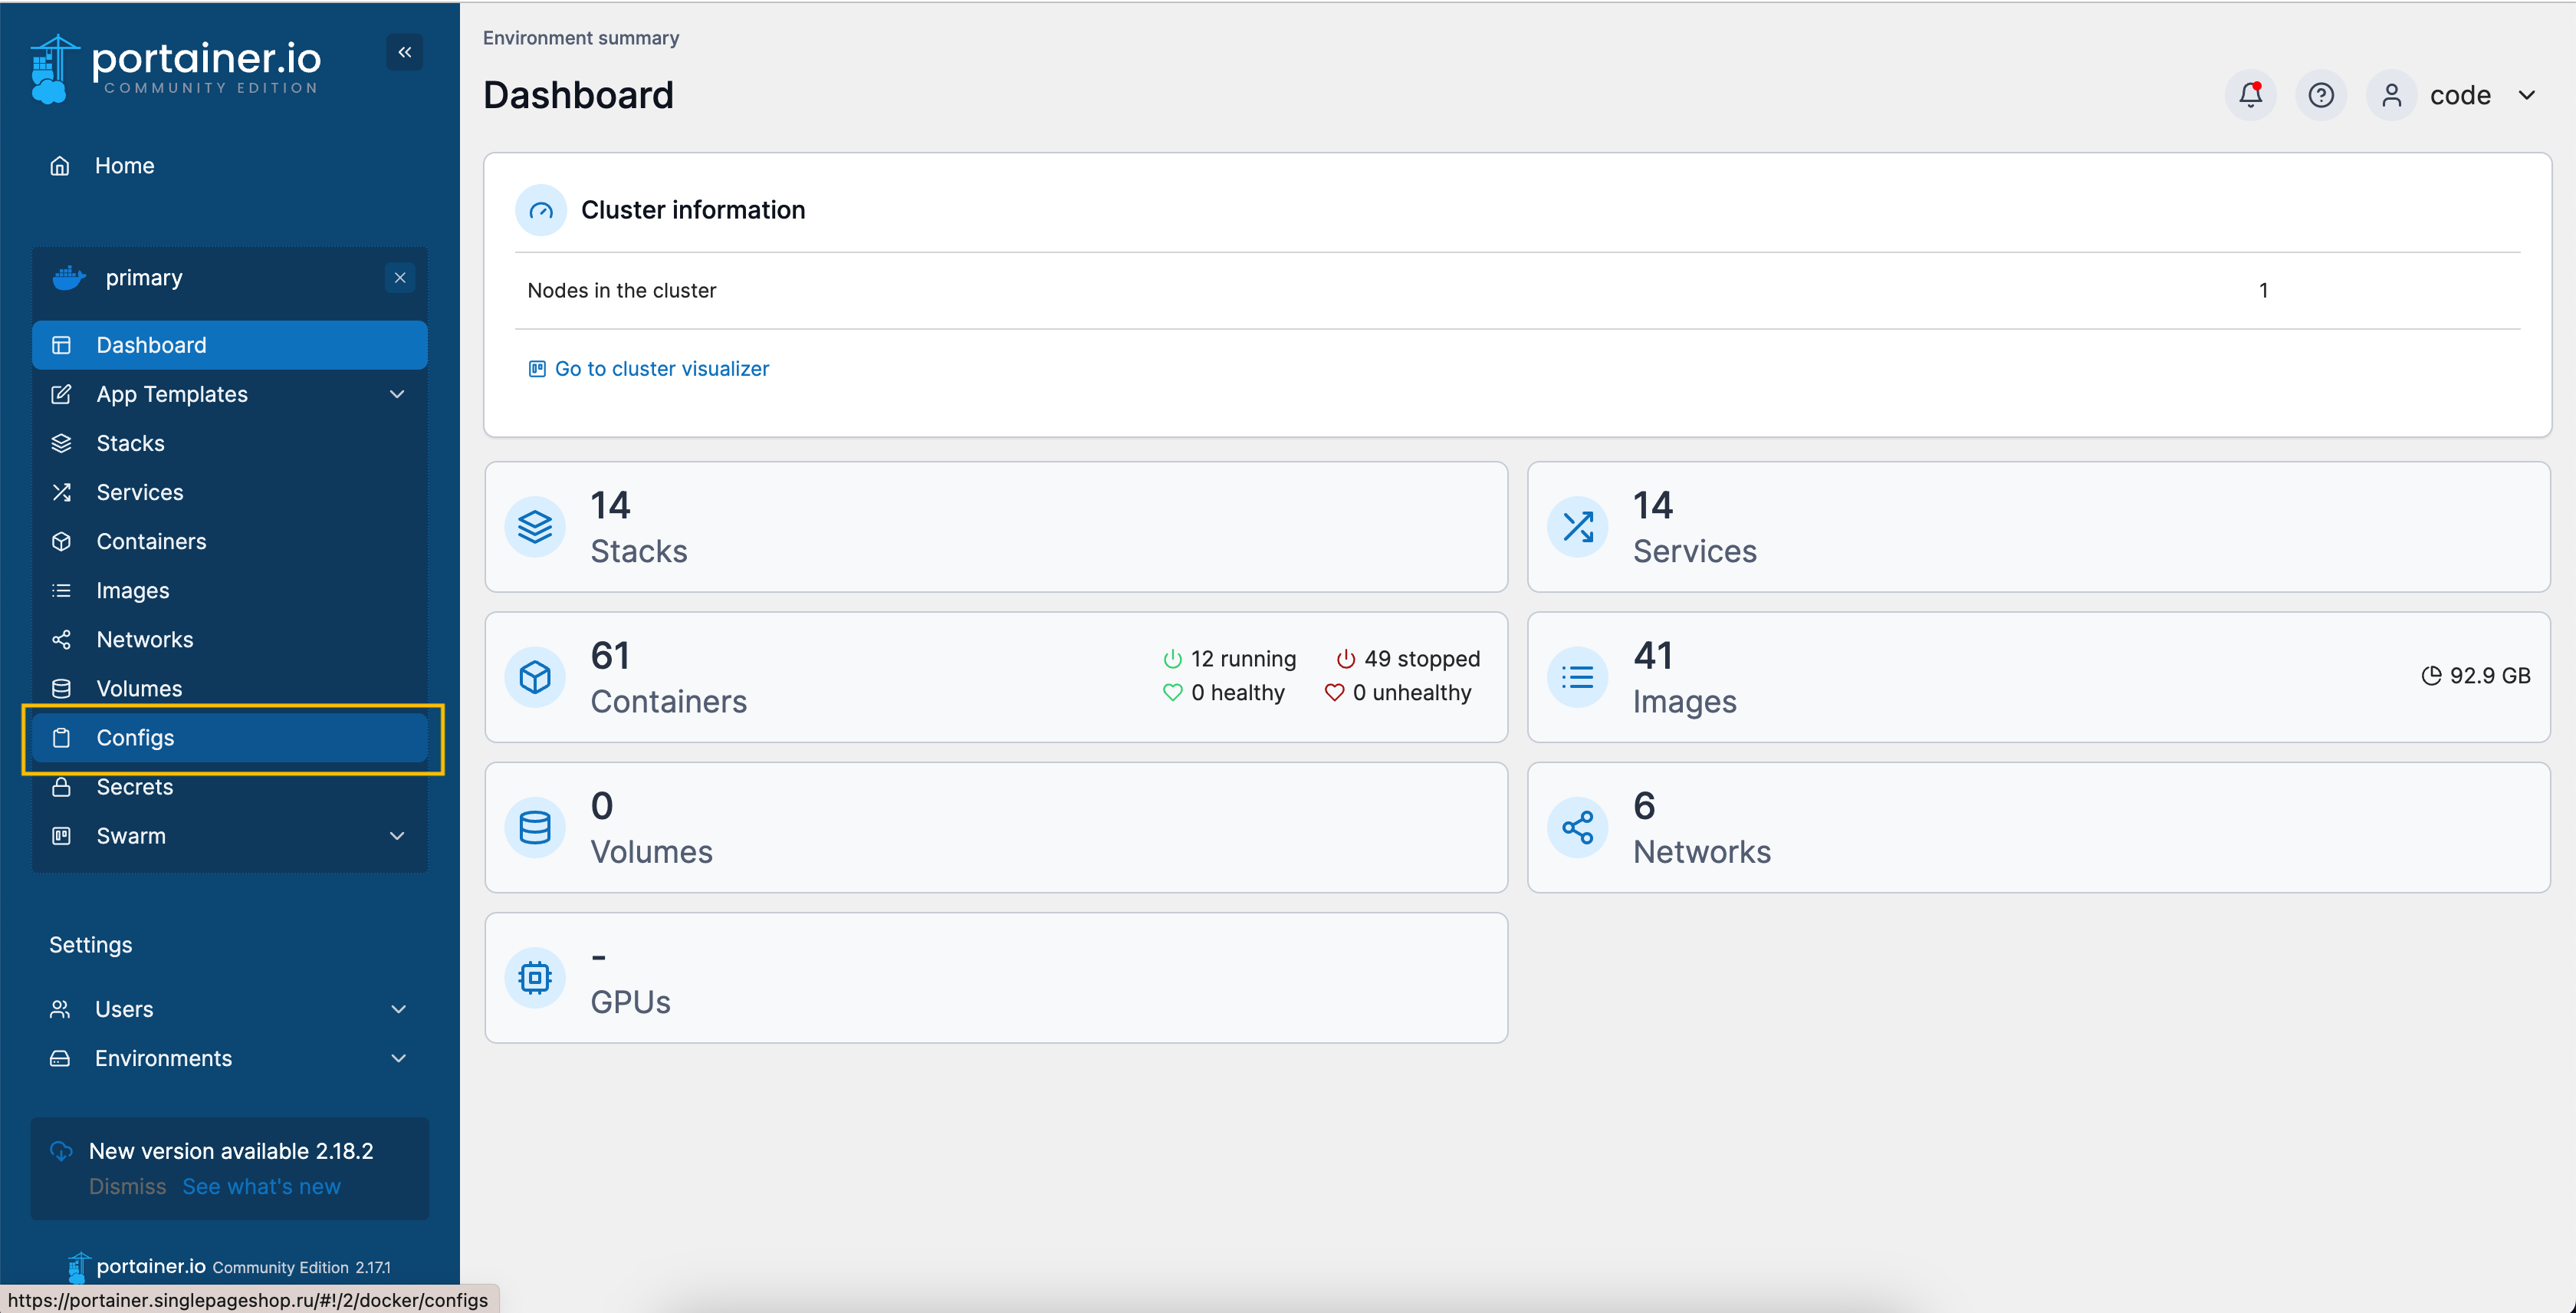 portainer.io
COMMUNITY EDITION
Home
primary
Dashboard
App Templates
Stacks
Services
Containers
Images
Networks
Volumes
Configs
Secrets
Swarm
Settings
Users
Environments
New version available 2.18.2
Dismiss See what's new
portainer.io Community Edition 2.17.1
https://portainer.singlepageshop.ru/#!/2/docker/configs
Environment summary
Dashboard
code
Cluster information
Nodes in the cluster 1
Go to cluster visualizer
14
Stacks
14
Services
61
Containers
12 running 49 stopped
0 healthy 0 unhealthy
41
Images
92.9 GB
0
Volumes
6
Networks
-
GPUs